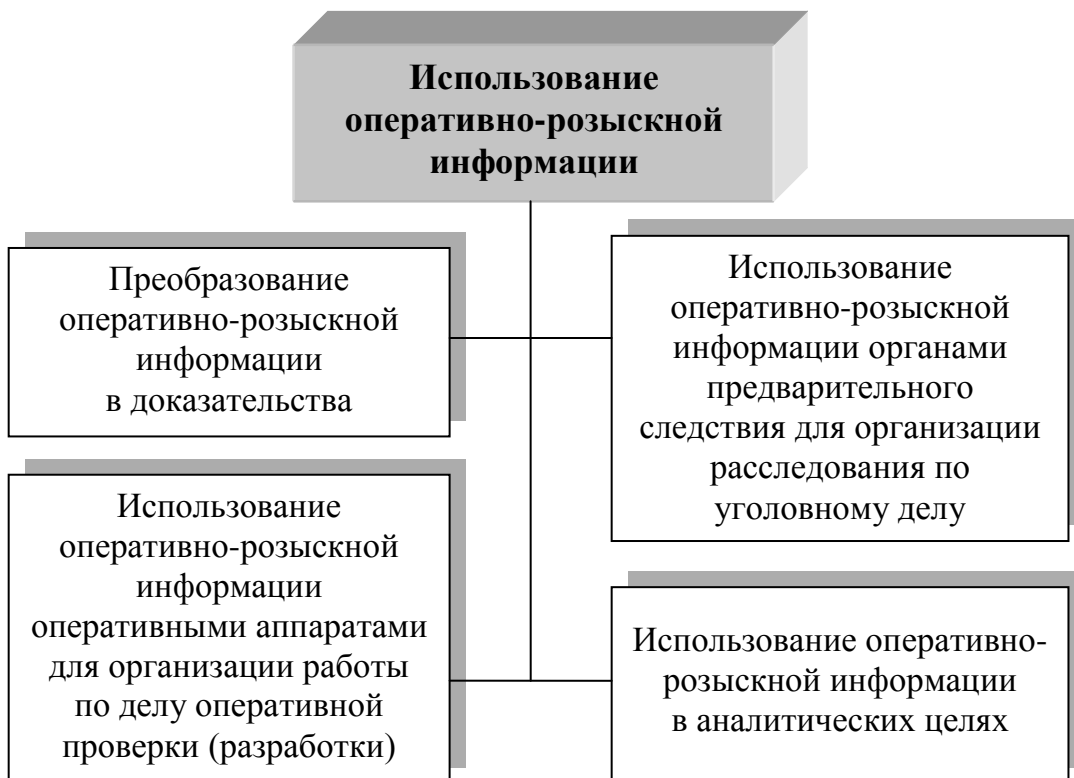 Использование
оперативно-розыскной
информации
Преобразование
оперативно-розыскной
информации
в доказательства
Использование
оперативно-розыскной
информации органами
предварительного
следствия для организации
расследования по
уголовному делу
Использование
оперативно-розыскной
информации
оперативными аппаратами
для организации работы
по делу оперативной
проверки (разработки)
Использование оперативно-
розыскной информации
в аналитических целях